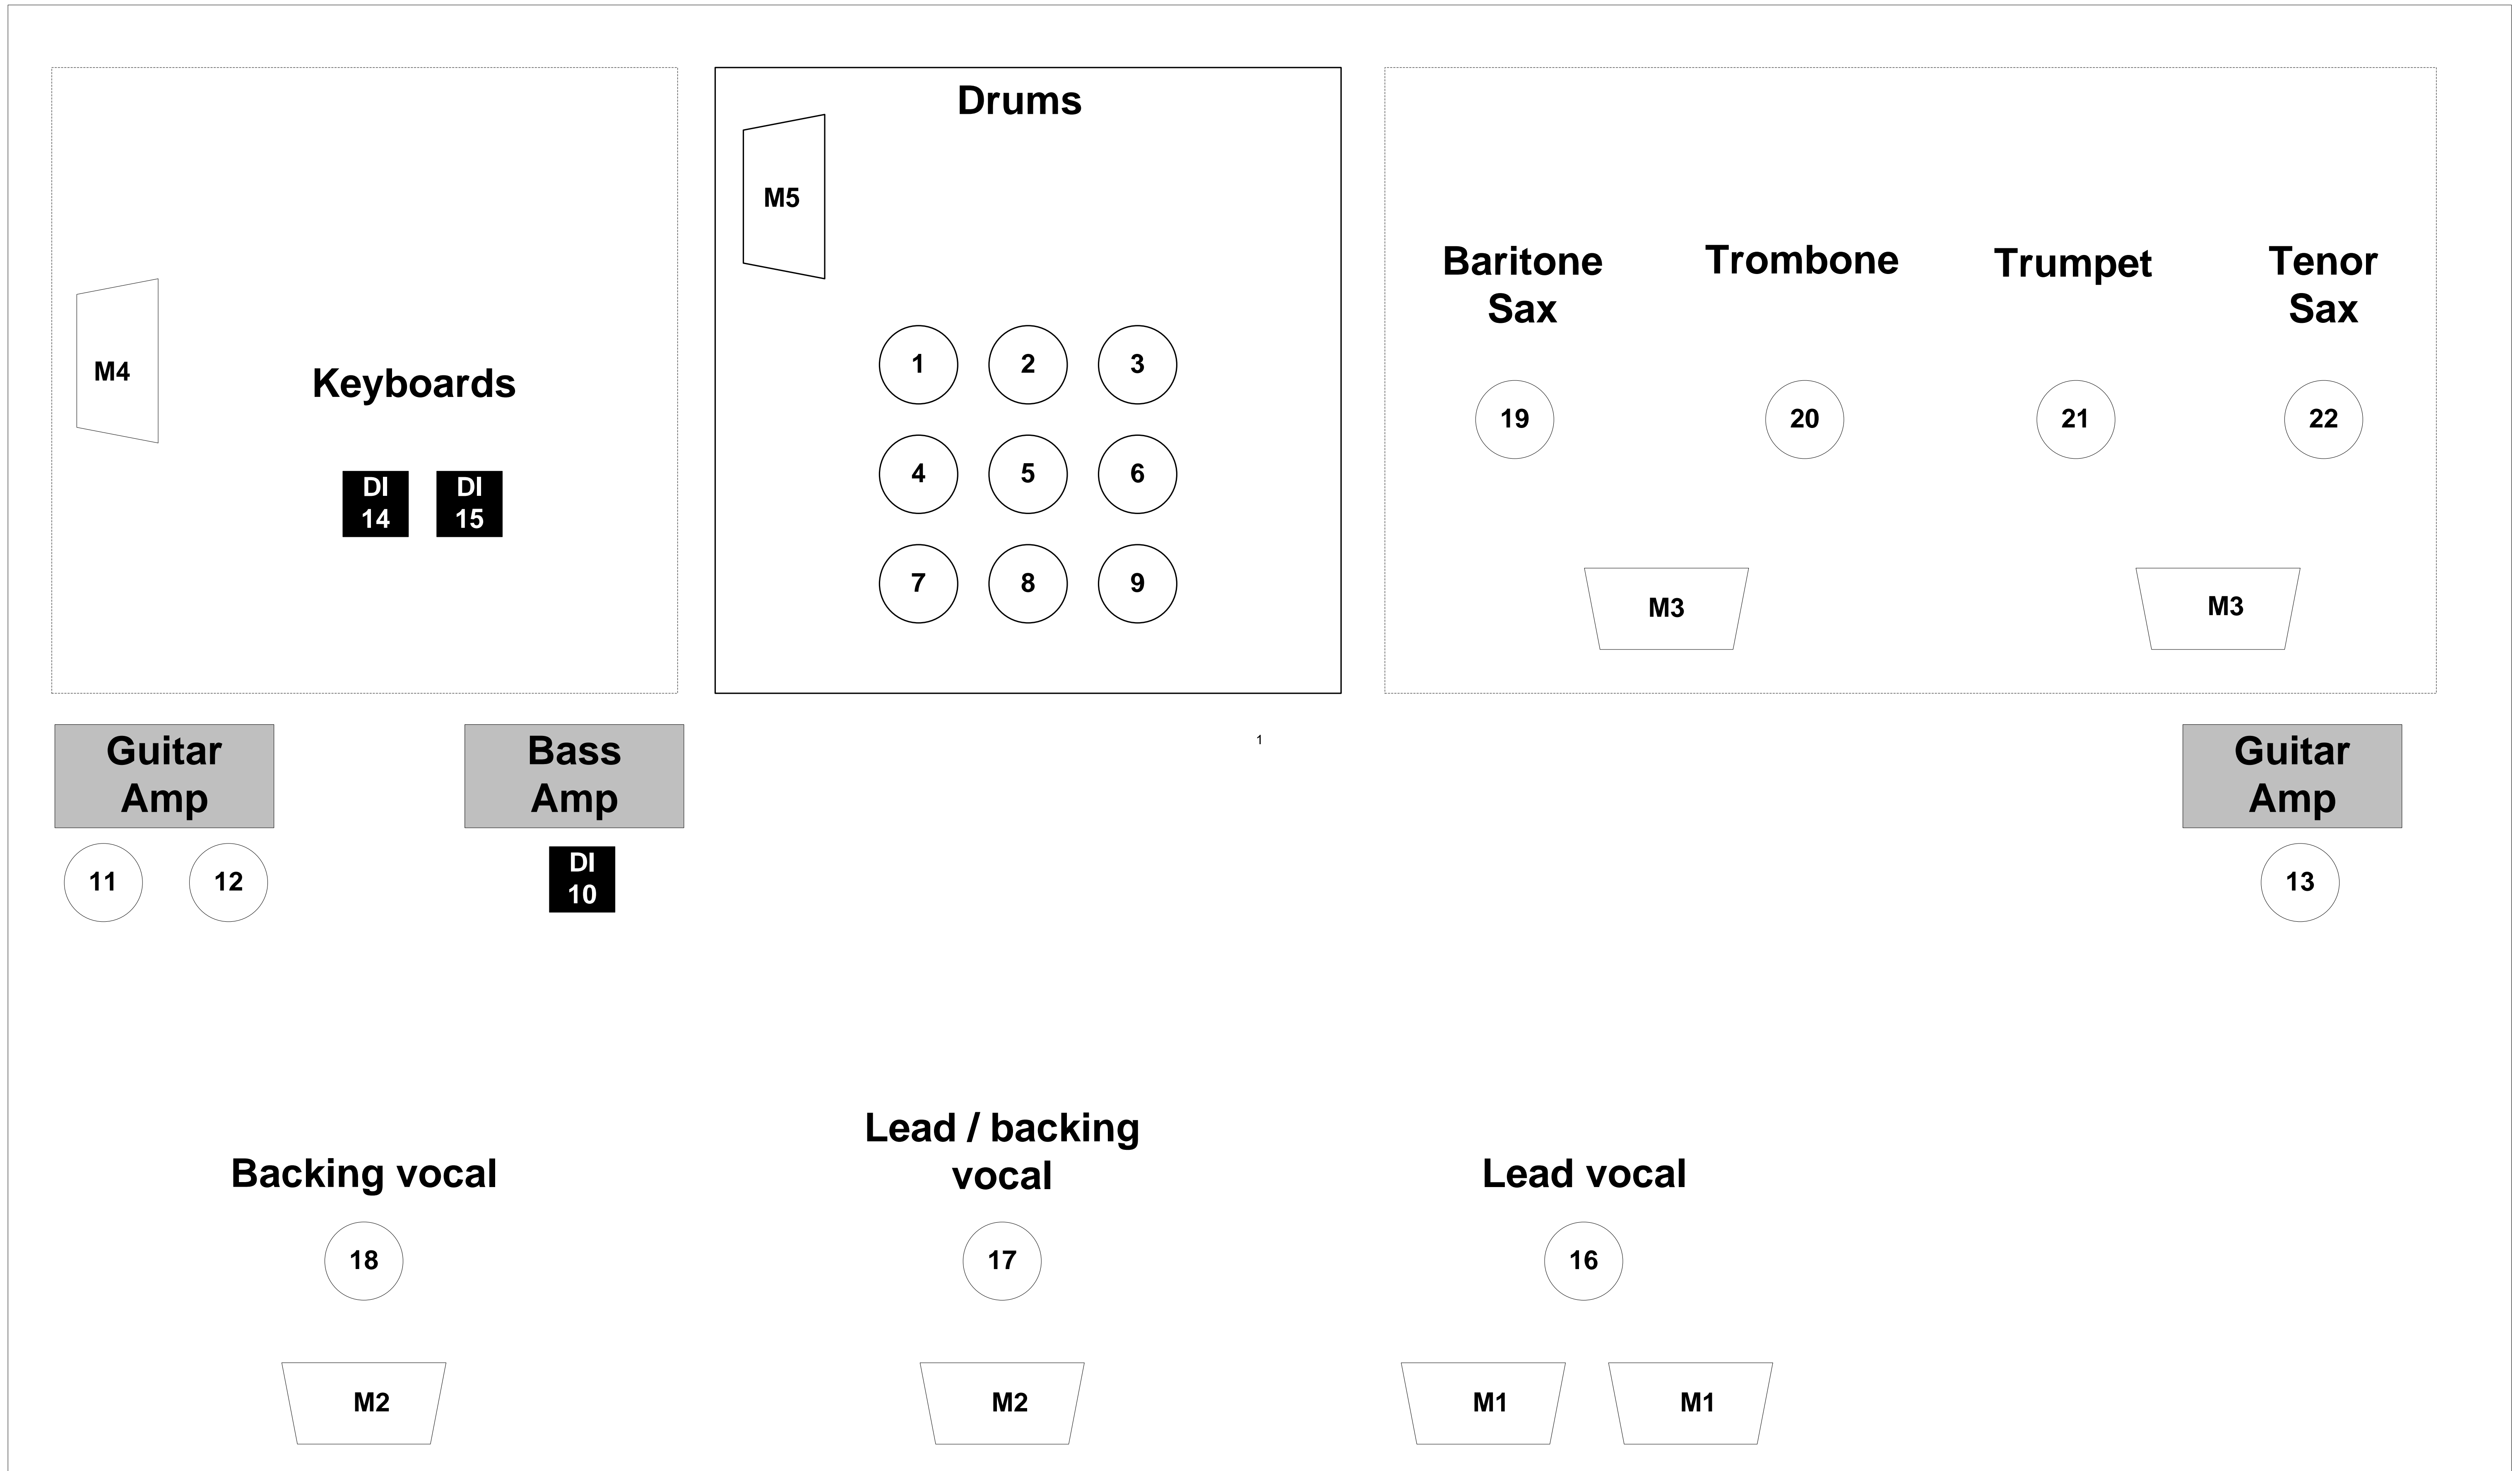 Drums
M5
Baritone
Sax
Trombone
Trumpet
Tenor
Sax
M4
Keyboards
1
2
3
19
20
21
22
DI
14
DI
15
4
5
6
7
8
9
M3
M3
Guitar
Amp
Bass
Amp
1
Guitar
Amp
11
12
DI
10
13
Backing vocal
Lead / backing
vocal
Lead vocal
18
17
16
M2
M2
M1
M1